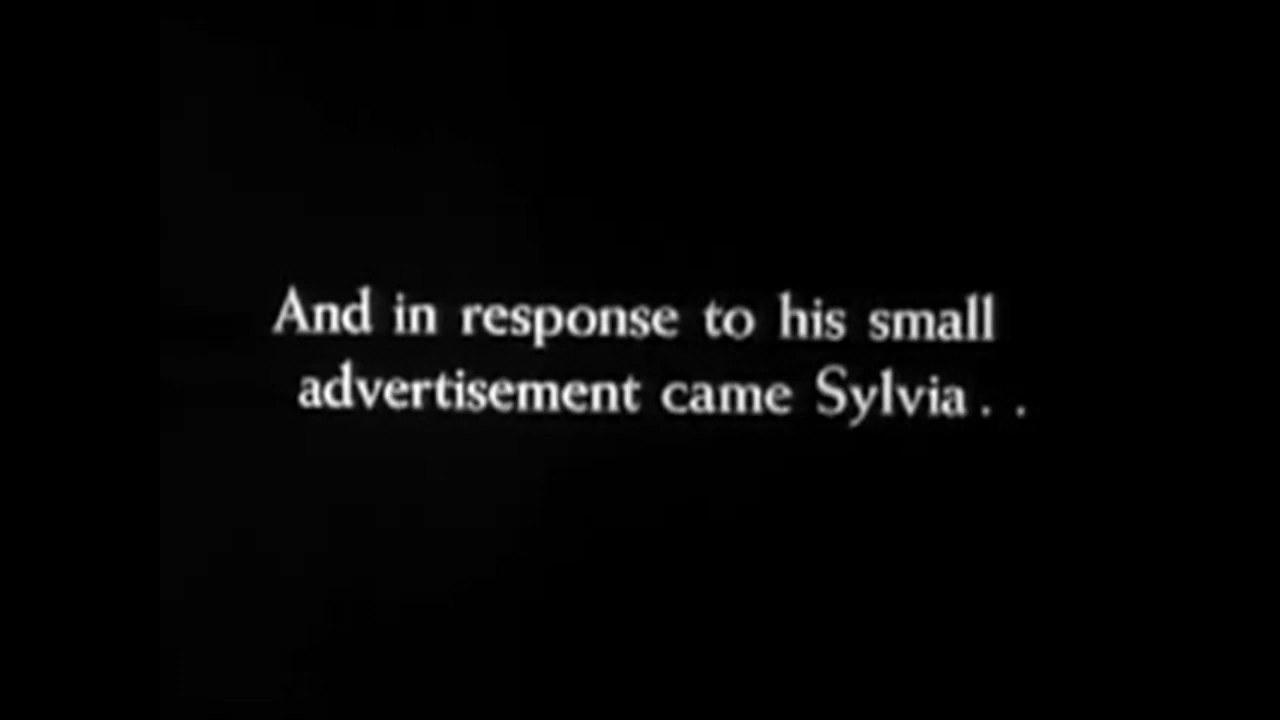 And in response to his small
advertisement came Sylvia . .